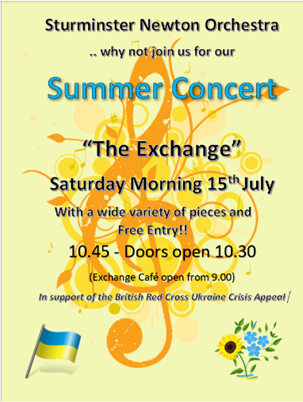 Sturminster Newton Orchestra
.. why not join us for our
Summer Concert
“The Exchange”
Saturday Morning 15th July
With a wide variety of pieces and
Free Entry!!
10.45 - Doors open 10.30
(Exchange Café open from 9.00)
In support of the British Red Cross Ukraine Crisis Appeal